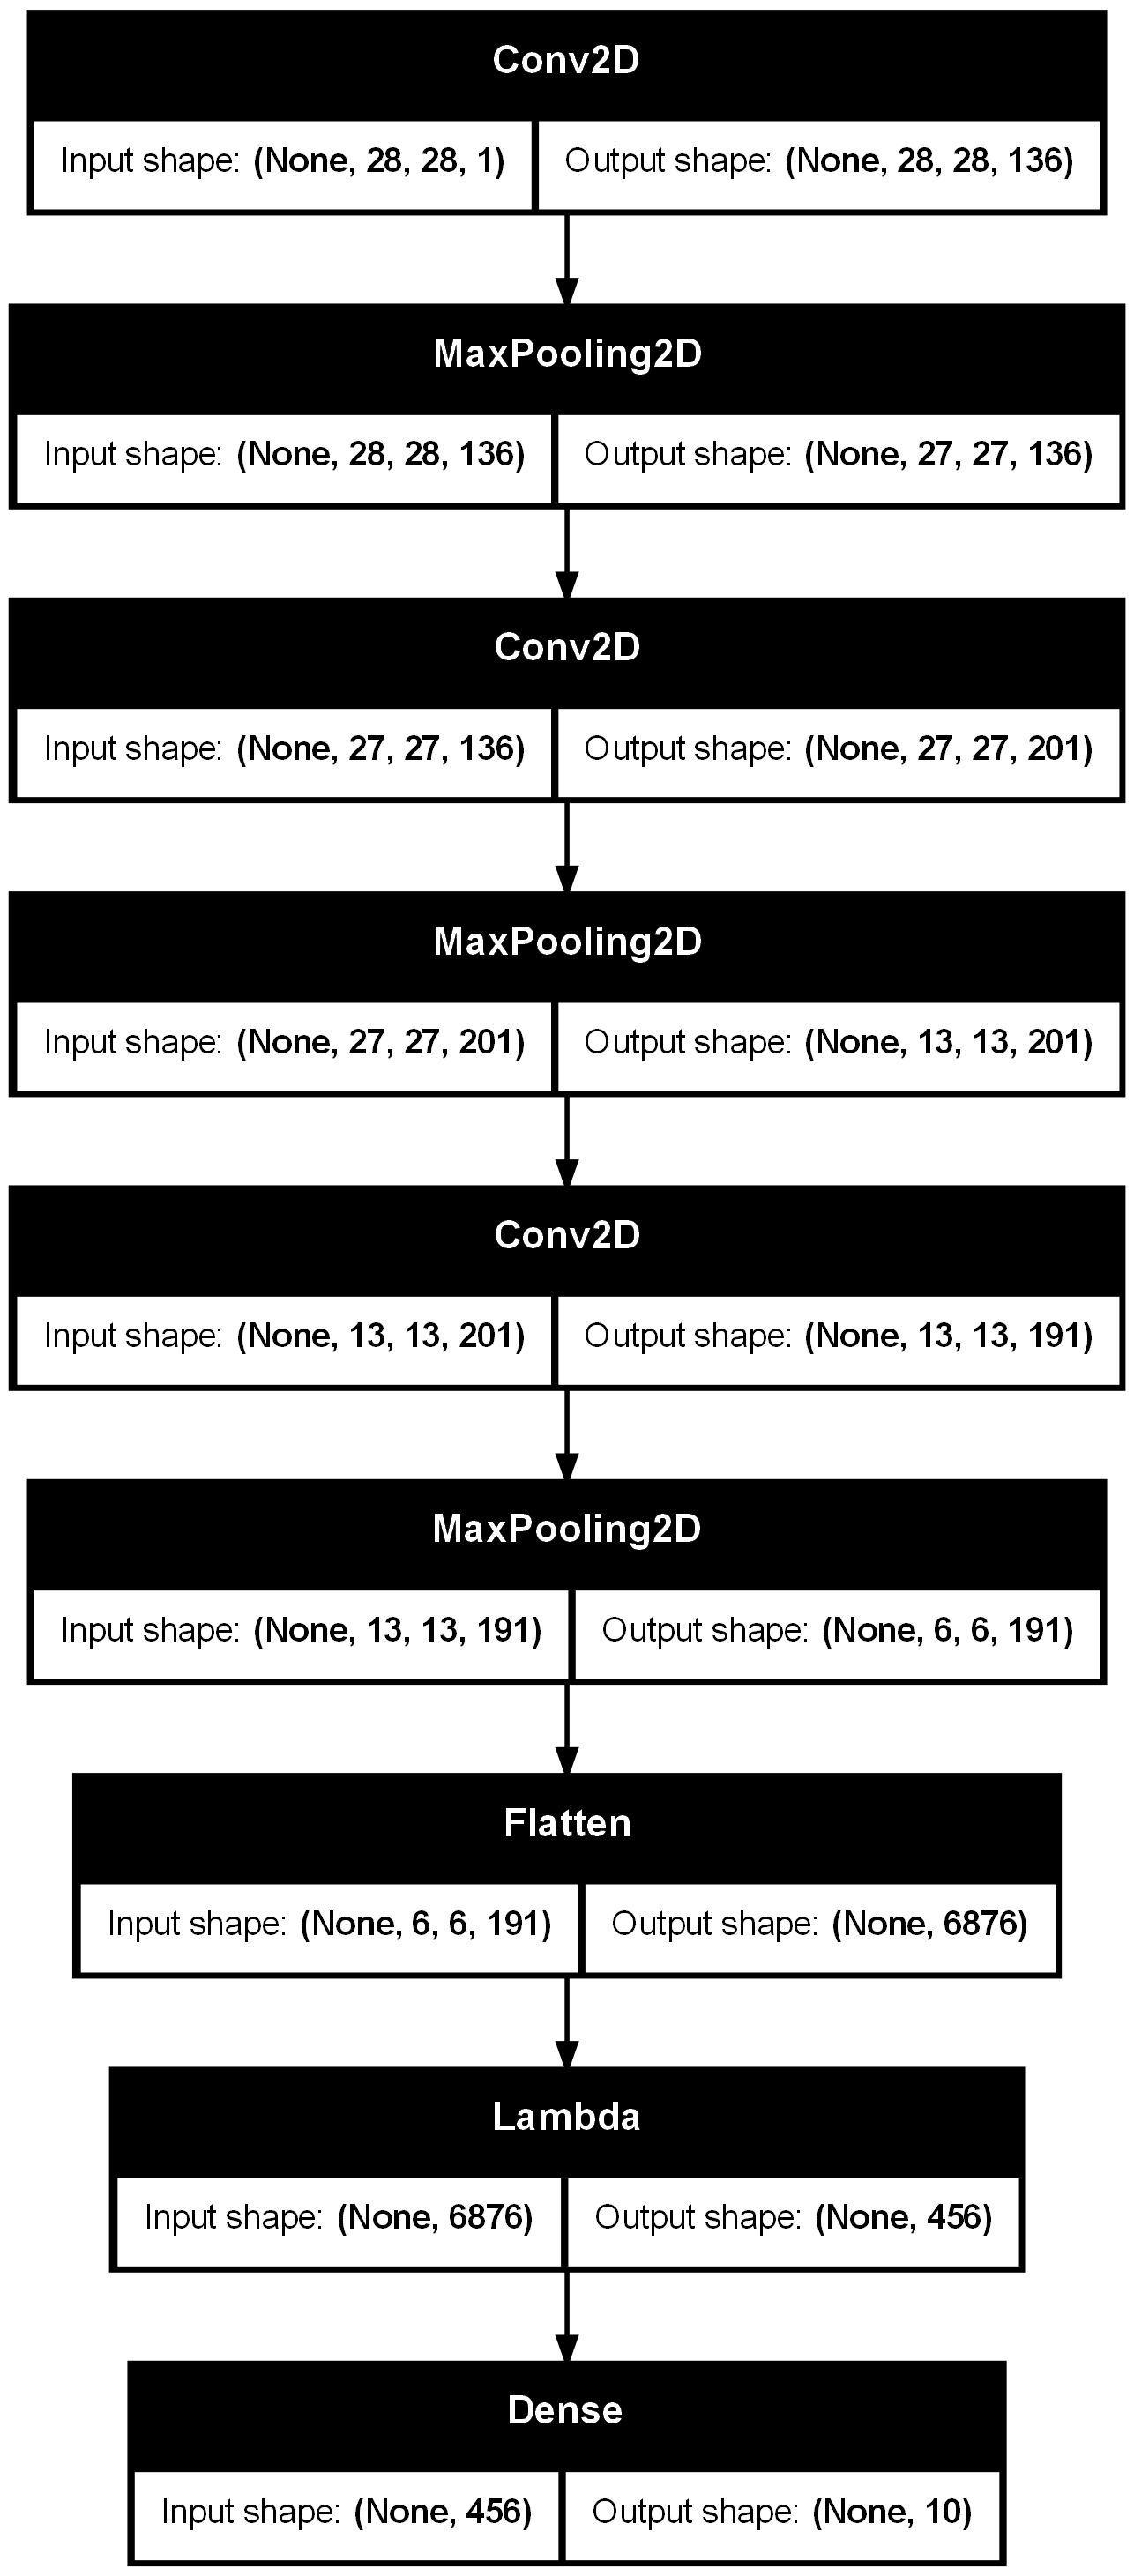 Conv2D
Input shape: (None, 28, 28, 1) Output shape: (None, 28, 28, 136)
MaxPooling2D
Input shape: (None, 28, 28, 136) Output shape: (None, 27, 27, 136)
Conv2D
Input shape: (None, 27, 27, 136) Output shape: (None, 27, 27, 201)
MaxPooling2D
Input shape: (None, 27, 27, 201) Output shape: (None, 13, 13, 201)
Conv2D
Input shape: (None, 13, 13, 201) Output shape: (None, 13, 13, 191)
MaxPooling2D
Input shape: (None, 13, 13, 191) Output shape: (None, 6, 6, 191)
Flatten
Input shape: (None, 6, 6, 191) Output shape: (None, 6876)
Lambda
Input shape: (None, 6876) Output shape: (None, 456)
Dense
Input shape: (None, 456) Output shape: (None, 10)